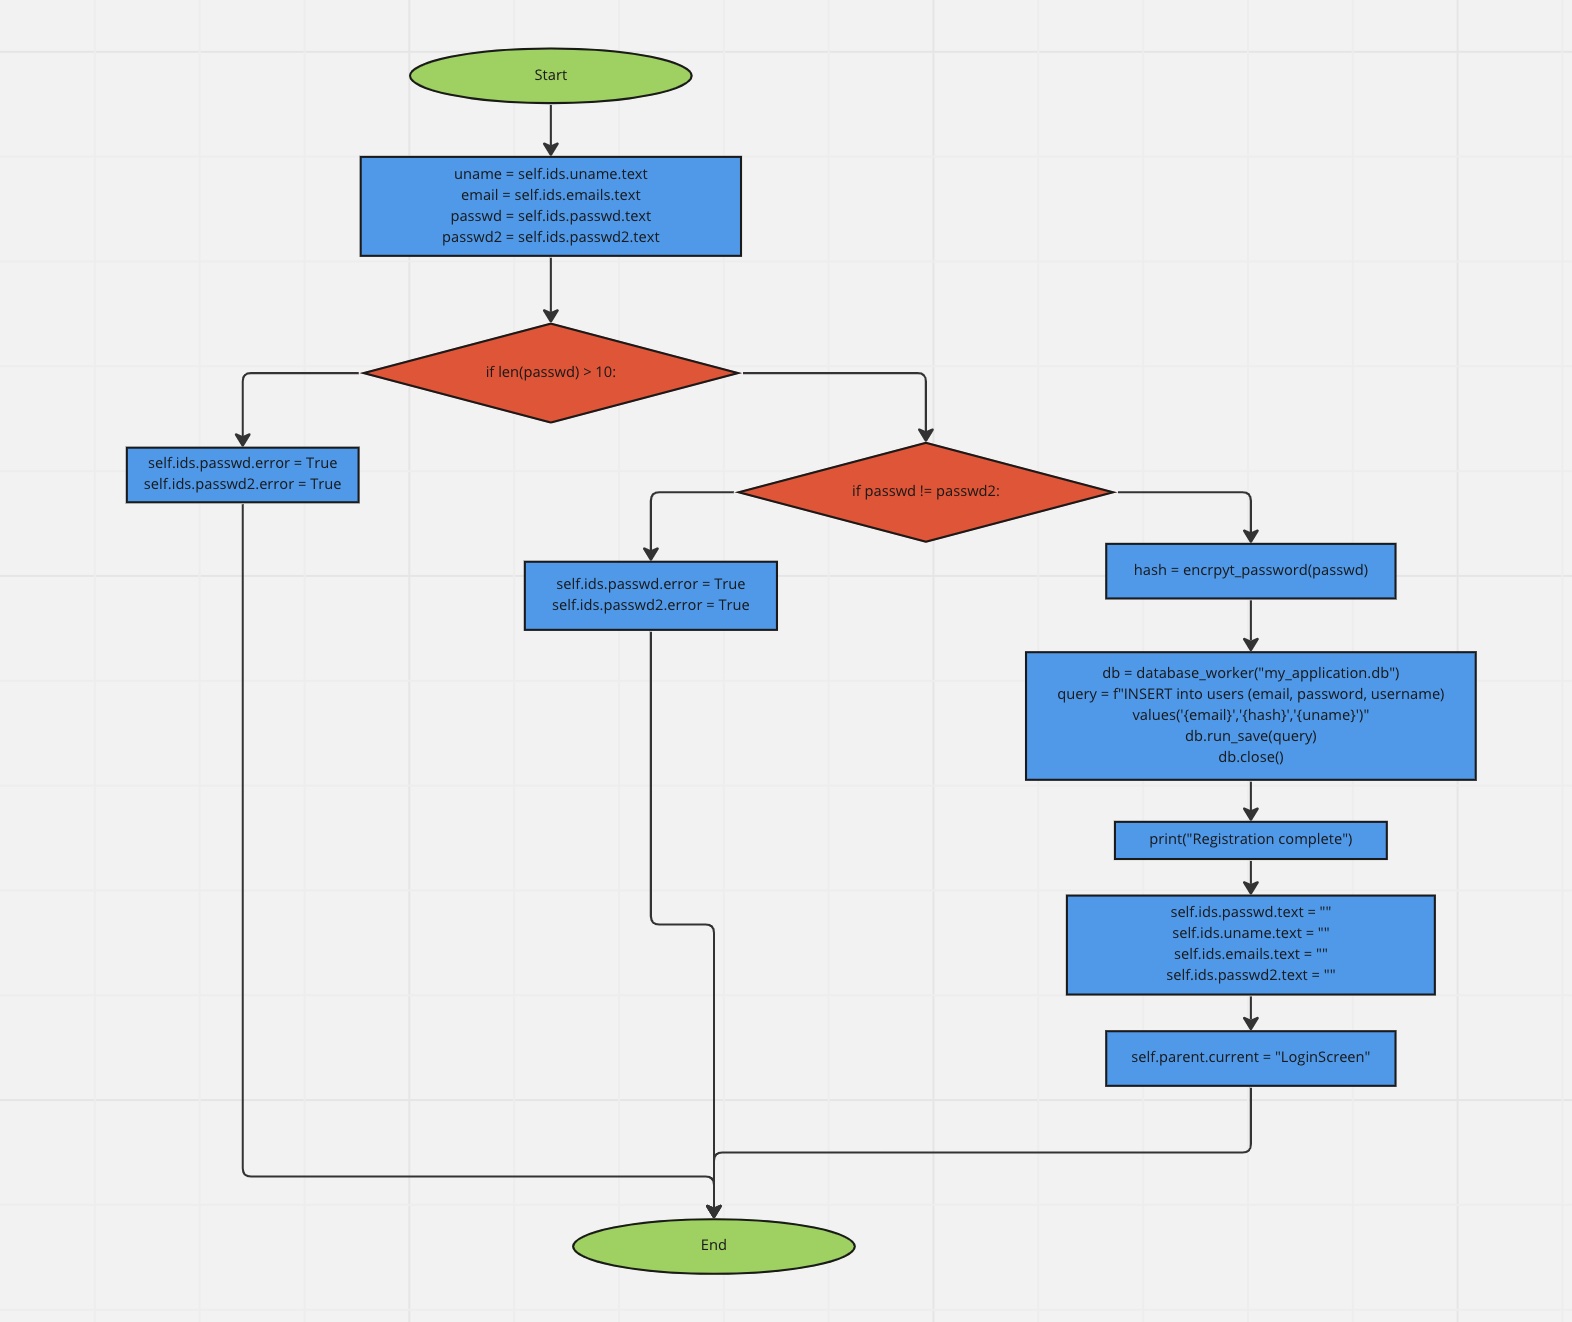 Start
uname = self.ids.uname.text
email = self.ids.emails.text
passwd = self.ids.passwd.text
passwd2 = self.ids.passwd2.text
if len(passwd) > 10:
self.ids.passwd.error = True
self.ids.passwd2.error = True
if passwd != passwd2:
self.ids.passwd.error = True
self.ids.passwd2.error = True
hash = encrpyt_password(passwd)
db = database_worker("my_application.db")
query = f"INSERT into users (email, password, username)
values('{email}','{hash}','{uname}')"
db.run_save(query)
db.close()
print("Registration complete")
self.ids.passwd.text = ""
self.ids.uname.text = ""
self.ids.emails.text = ""
self.ids.passwd2.text = ""
self.parent.current = "LoginScreen"
End